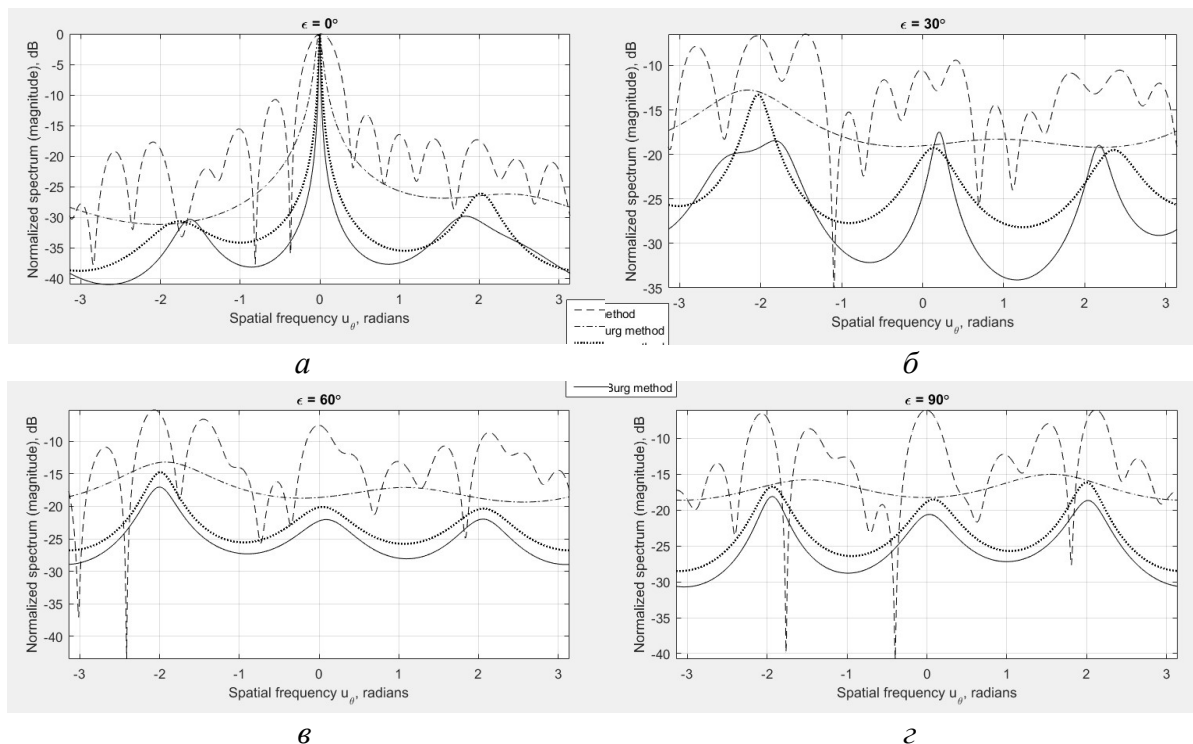 ϵ = 0°
Normalized spectrum (magnitude), dB
0
-5
-10
-15
-20
-25
-30
-35
-40
-3 -2 -1 0 1 2 3
Spatial frequency u_θ, radians
а
ϵ = 30°
Normalized spectrum (magnitude), dB
-10
-15
-20
-25
-30
-35
-3 -2 -1 0 1 2 3
Spatial frequency u_θ, radians
б
urg method
Burg method
ϵ = 60°
Normalized spectrum (magnitude), dB
-10
-15
-20
-25
-30
-35
-40
-3 -2 -1 0 1 2 3
Spatial frequency u_θ, radians
в
ϵ = 90°
Normalized spectrum (magnitude), dB
-10
-15
-20
-25
-30
-35
-40
-3 -2 -1 0 1 2 3
Spatial frequency u_θ, radians
г